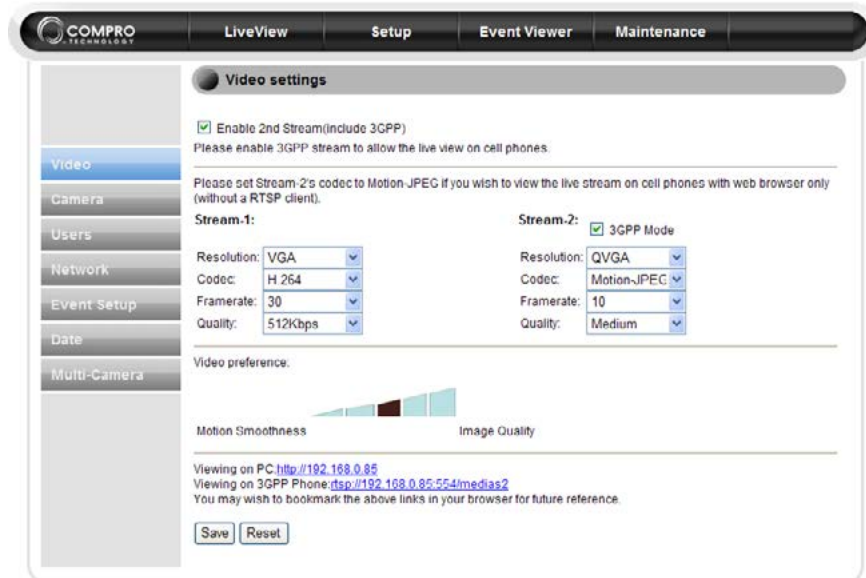 COMPRO
TECHNOLOGY
LiveView Setup Event Viewer Maintenance
Video settings
Enable 2nd Stream(include 3GPP)
Please enable 3GPP stream to allow the live view on cell phones.
Video
Camera
Users
Network
Event Setup
Date
Multi-Camera
Please set Stream-2's codec to Motion-JPEG if you wish to view the live stream on cell phones with web browser only
(without a RTSP client).
Stream-1:
Resolution: VGA
Codec: H.264
Framerate: 30
Quality: 512Kbps
Stream-2: 3GPP Mode
Resolution: QVGA
Codec: Motion-JPEG
Framerate: 10
Quality: Medium
Video preference:
Motion Smoothness Image Quality
Viewing on PC:http://192.168.0.85
Viewing on 3GPP Phone:rtsp://192.168.0.85:554/medias2
You may wish to bookmark the above links in your browser for future reference.
Save Reset